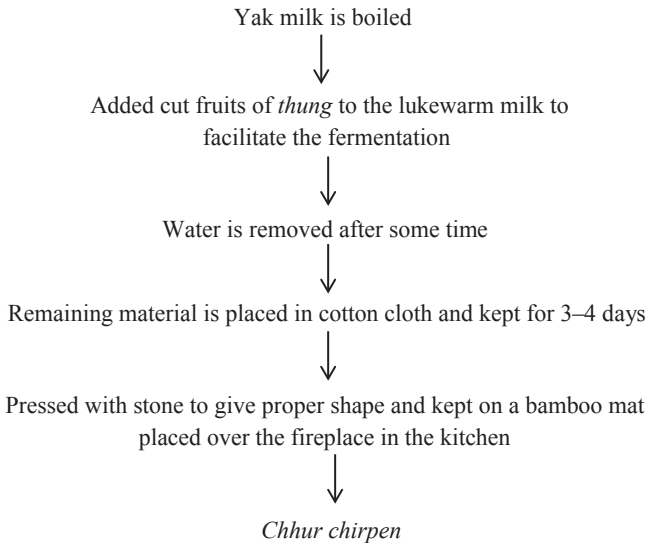 Yak milk is boiled
Added cut fruits of thung to the lukewarm milk to
facilitate the fermentation
Water is removed after some time
Remaining material is placed in cotton cloth and kept for 3–4 days
Pressed with stone to give proper shape and kept on a bamboo mat
placed over the fireplace in the kitchen
Chhur chirpen